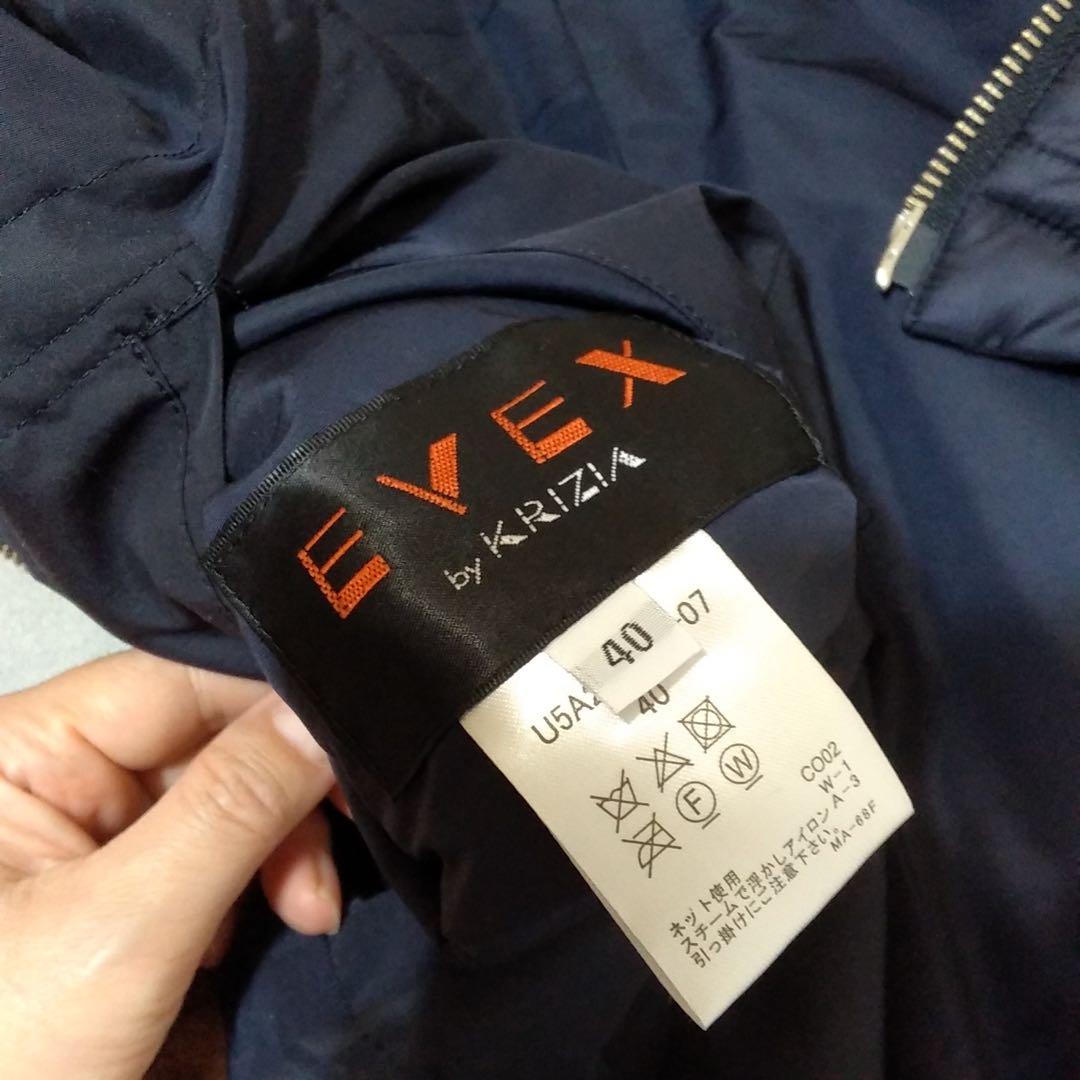 EVEX
by KRIZIA
40
-07
U5A2
40
F
W
CO02
W-1
A-3
MA-68F
ネット使用
スチームで浮かしアイロン
引っ掛けにご注意下さい。